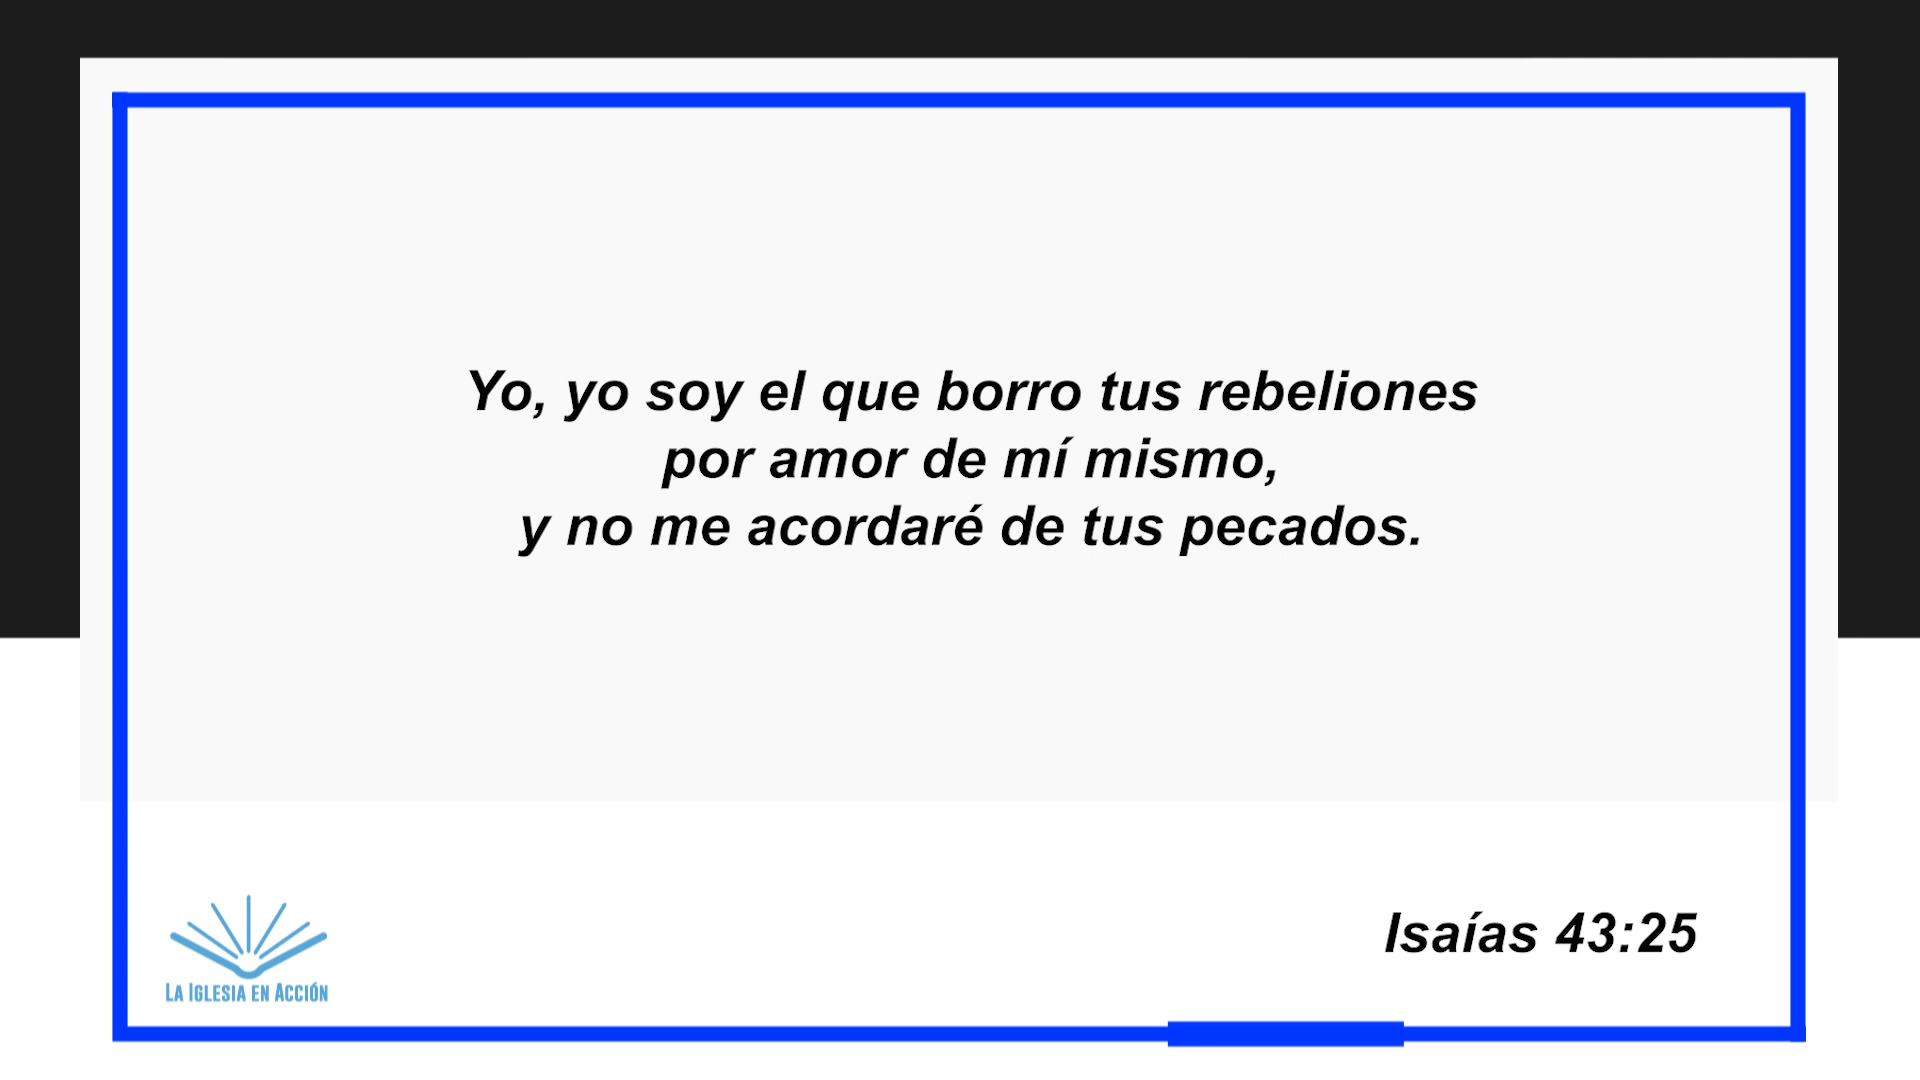 Yo, yo soy el que borro tus rebeliones
por amor de mí mismo,
y no me acordaré de tus pecados.
Isaías 43:25
LA IGLESIA EN ACCIÓN